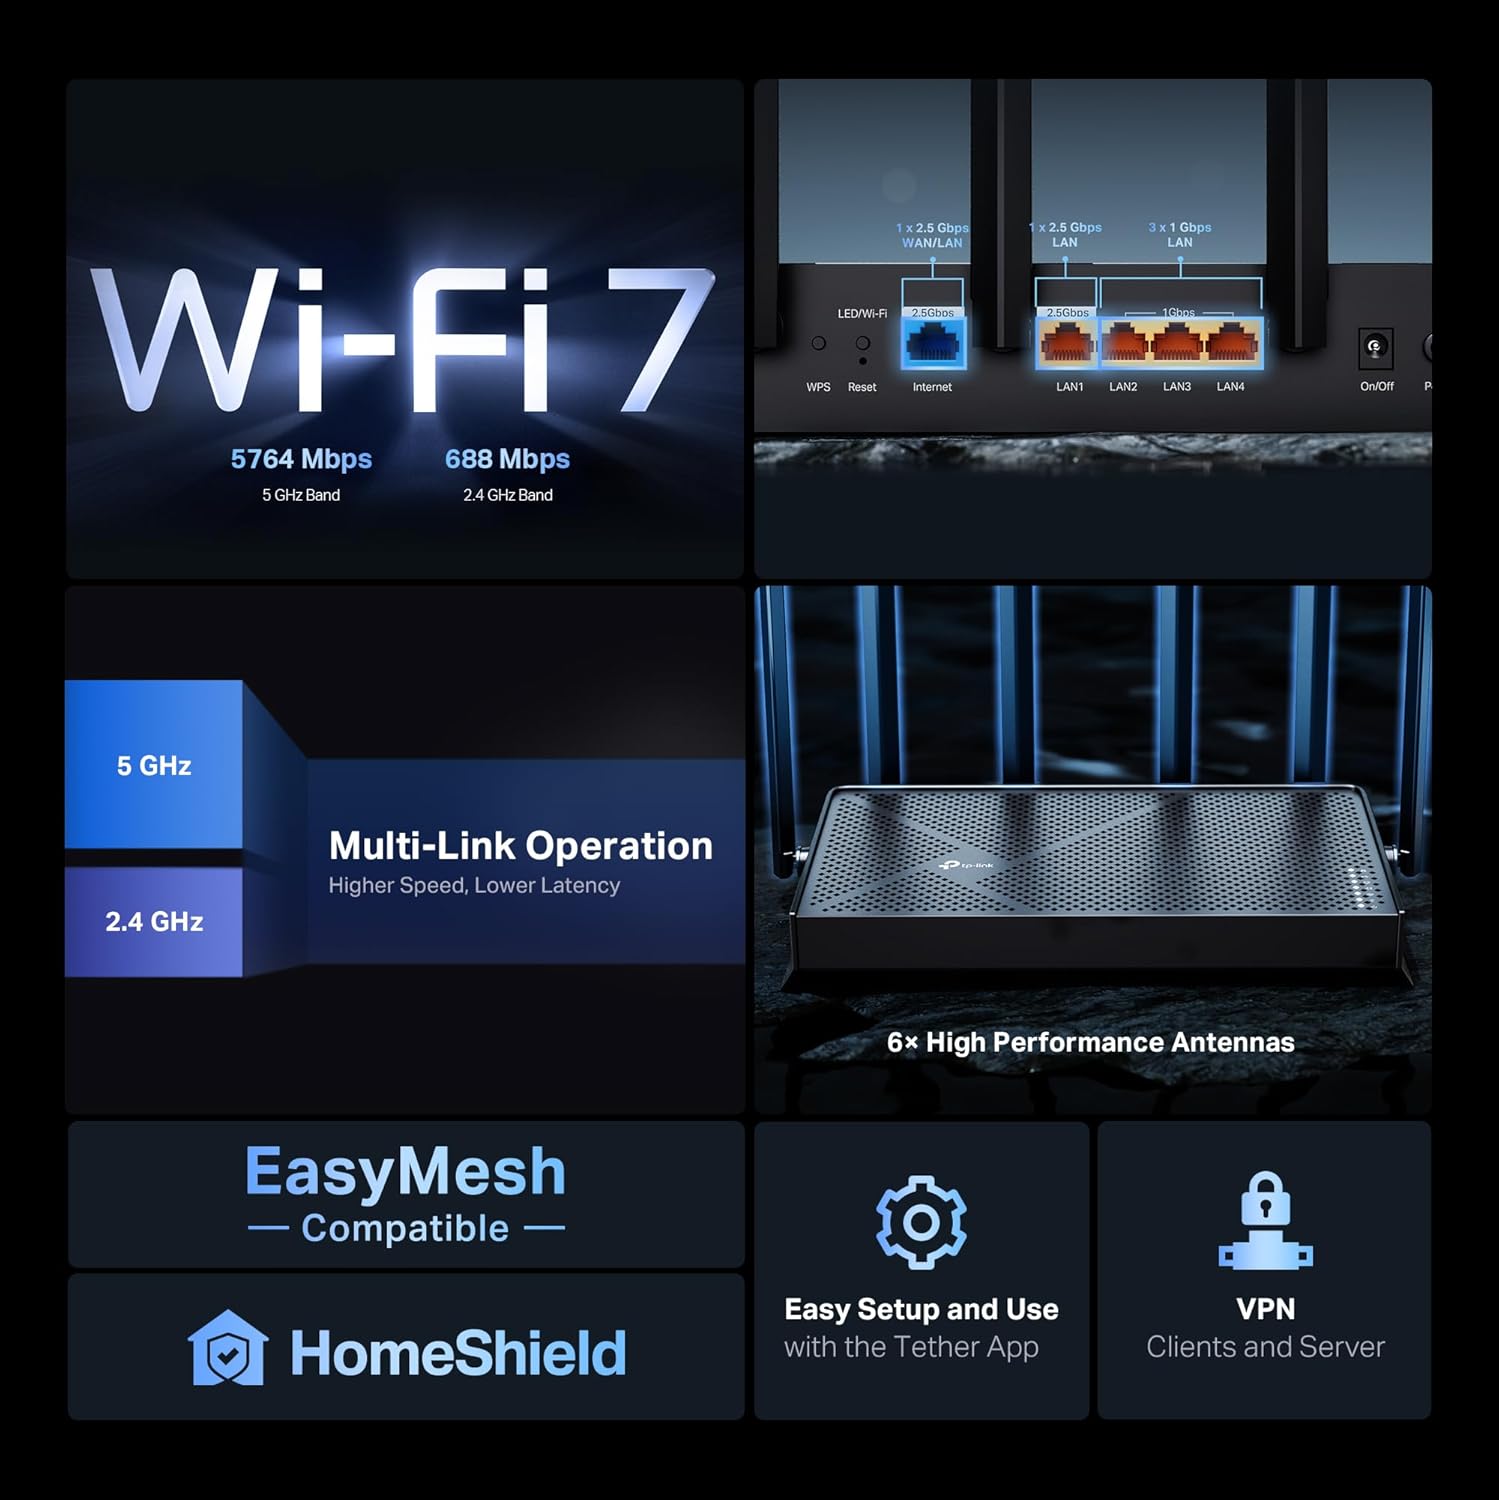 Wi-Fi 7
5764 Mbps
5 GHz Band
688 Mbps
2.4 GHz Band
1 x 2.5 Gbps
WAN/LAN
1 x 2.5 Gbps
LAN
3 x 1 Gbps
LAN
LED/Wi-Fi
2.5Gbps
2.5Gbps
1Gbps
WPS
Reset
Internet
LAN1
LAN2
LAN3
LAN4
On/Off
5 GHz
2.4 GHz
Multi-Link Operation
Higher Speed, Lower Latency
tp-link
6× High Performance Antennas
EasyMesh
Compatible
HomeShield
Easy Setup and Use
with the Tether App
VPN
Clients and Server